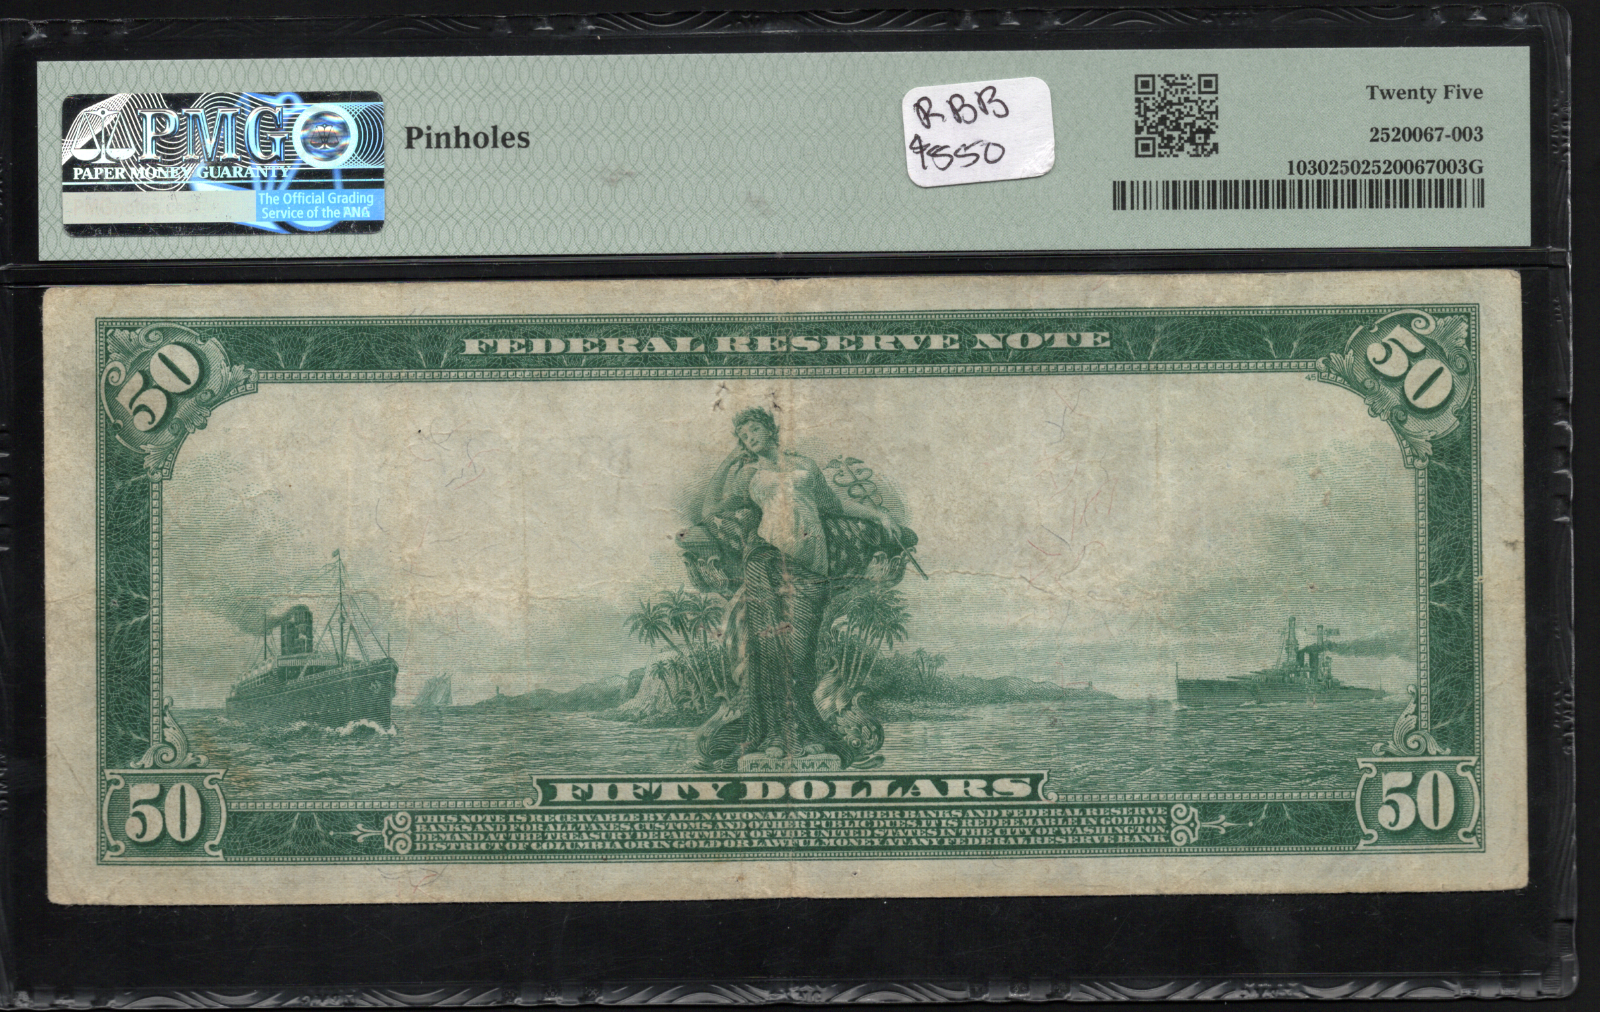 PMG
PAPER MONEY GUARANTY
The Official Grading
Service of the ANA
Pinholes
RBB
$550
Twenty Five
2520067-003
10302502520067003G
FEDERAL RESERVE NOTE
50
50
45
PANAMA
FIFTY DOLLARS
50
50
THIS NOTE IS RECEIVABLE BY ALL NATIONAL AND MEMBER BANKS AND FEDERAL RESERVE
BANKS AND FOR ALL TAXES, CUSTOMS AND OTHER PUBLIC DUES. IT IS REDEEMABLE IN GOLD ON
DEMAND AT THE TREASURY DEPARTMENT OF THE UNITED STATES IN THE CITY OF WASHINGTON,
DISTRICT OF COLUMBIA OR IN GOLD OR LAWFUL MONEY AT ANY FEDERAL RESERVE BANK.